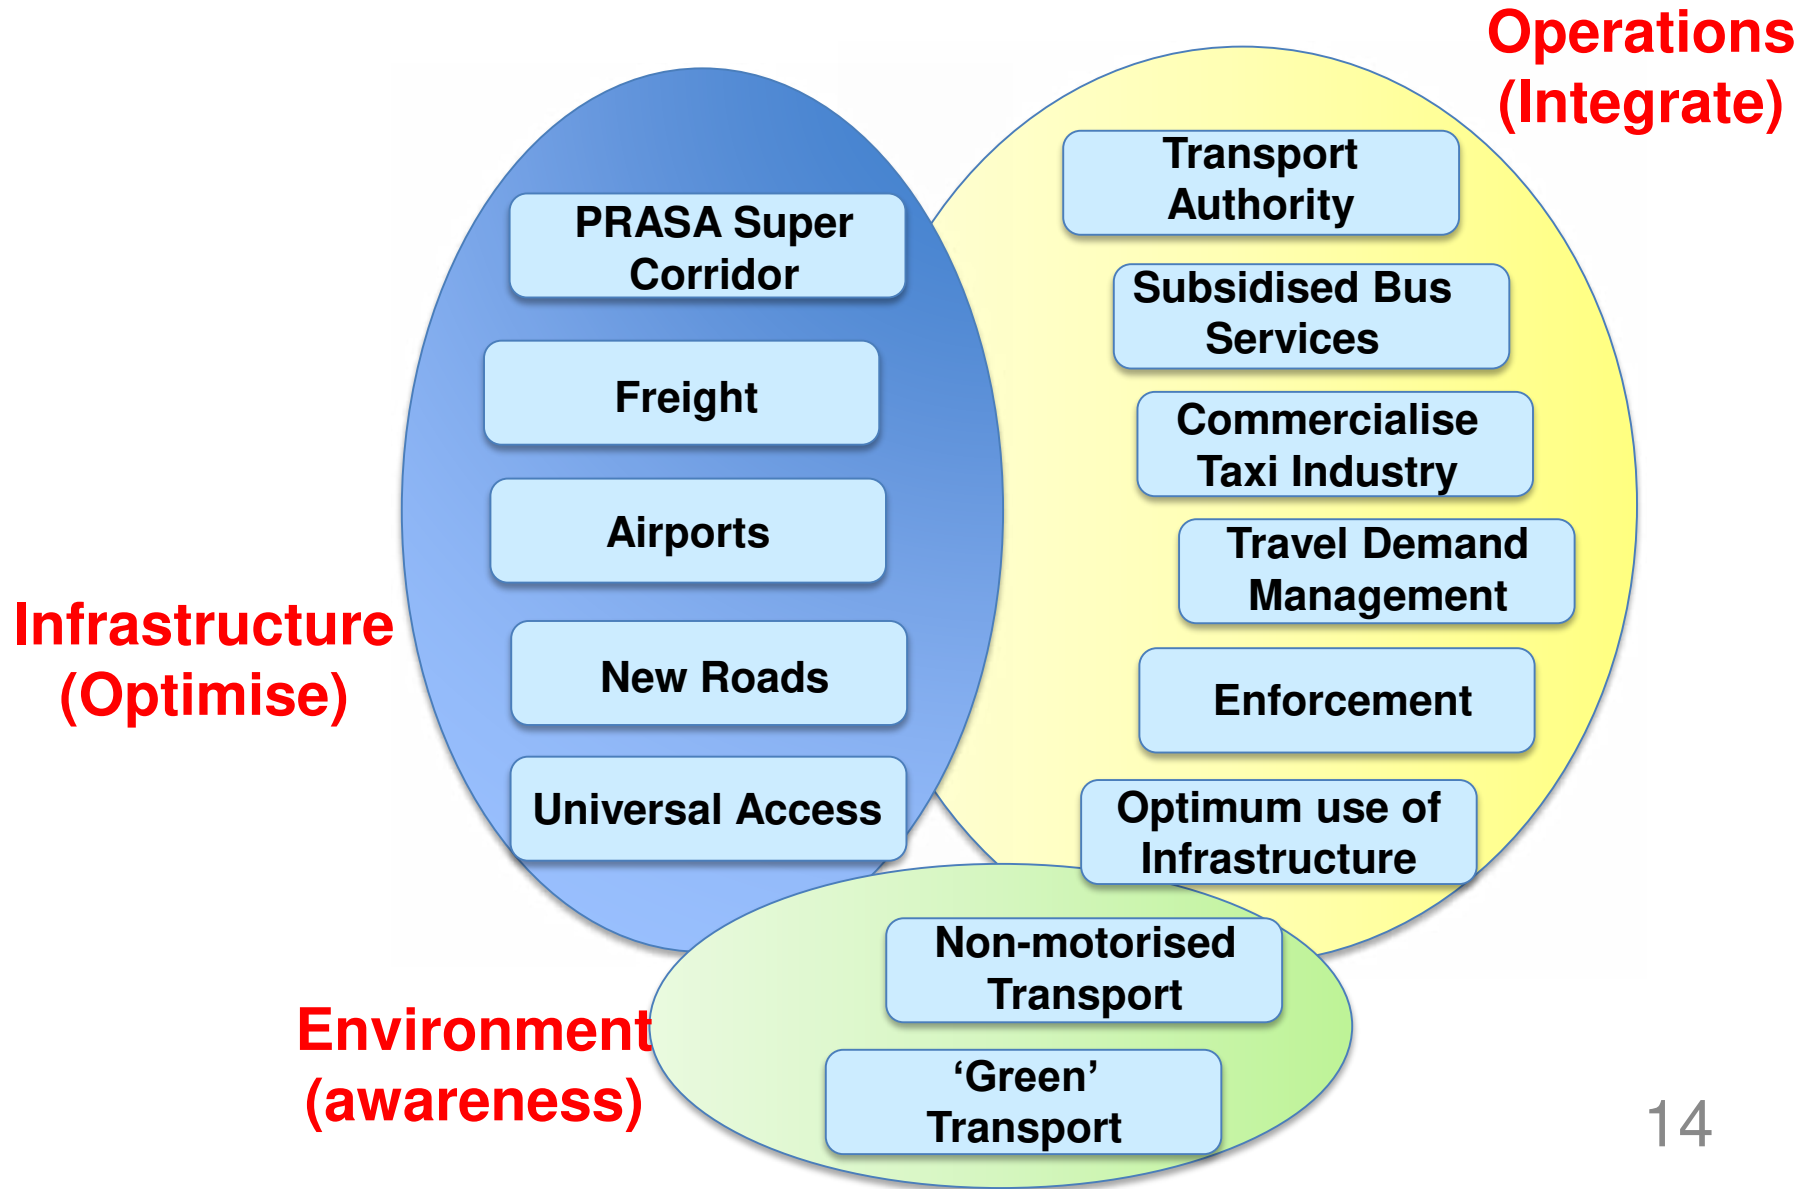 Operations
(Integrate)
Transport
Authority
PRASA Super
Corridor
Subsidised Bus
Services
Freight
Commercialise
Taxi Industry
Airports
Travel Demand
Management
Infrastructure
(Optimise)
New Roads
Enforcement
Universal Access
Optimum use of
Infrastructure
Non-motorised
Transport
Environment
(awareness)
‘Green’
Transport
14